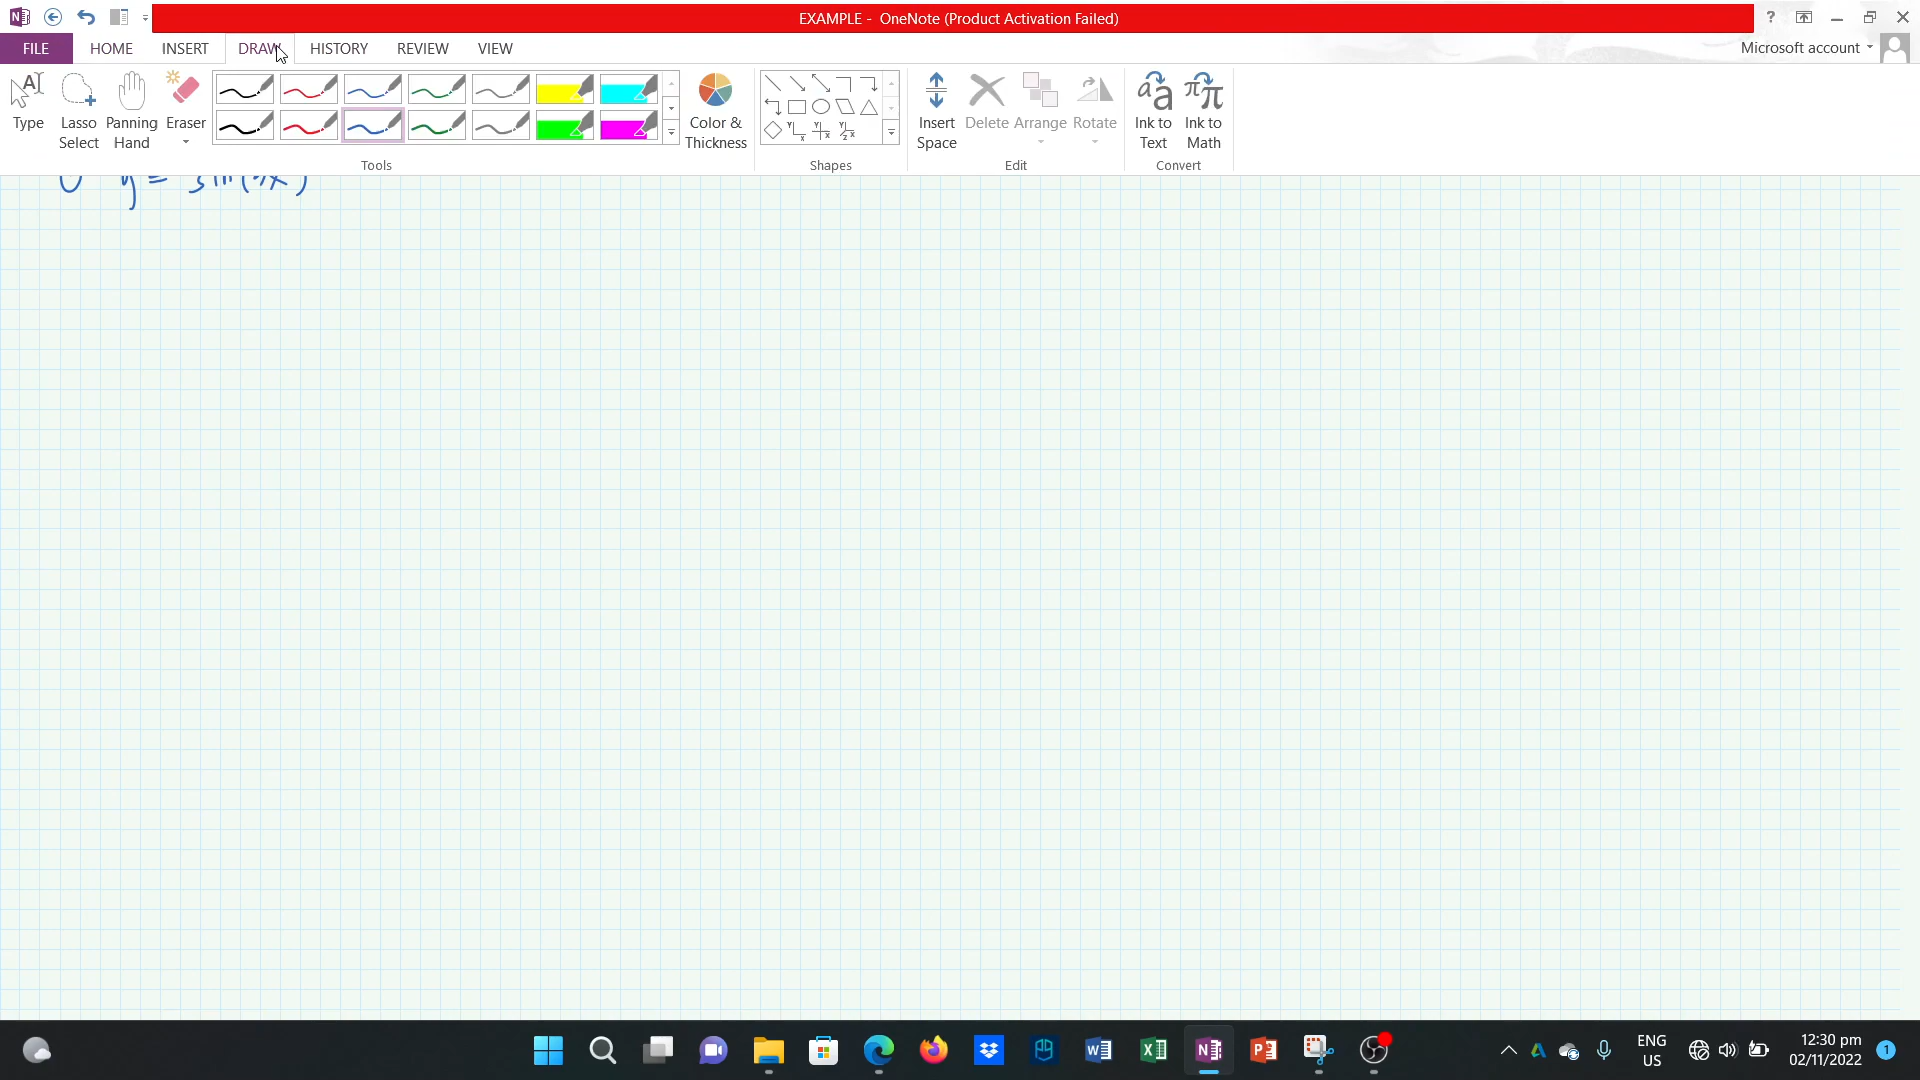 EXAMPLE - OneNote (Product Activation Failed)
?
FILE HOME INSERT DRAW HISTORY REVIEW VIEW
Microsoft account
Type
Lasso Select
Panning Hand
Eraser
Color & Thickness
Insert Space
Delete
Arrange
Rotate
Ink to Text
Ink to Math
Tools
Shapes
Edit
Convert
y =
ENG
US
12:30 pm
02/11/2022
1